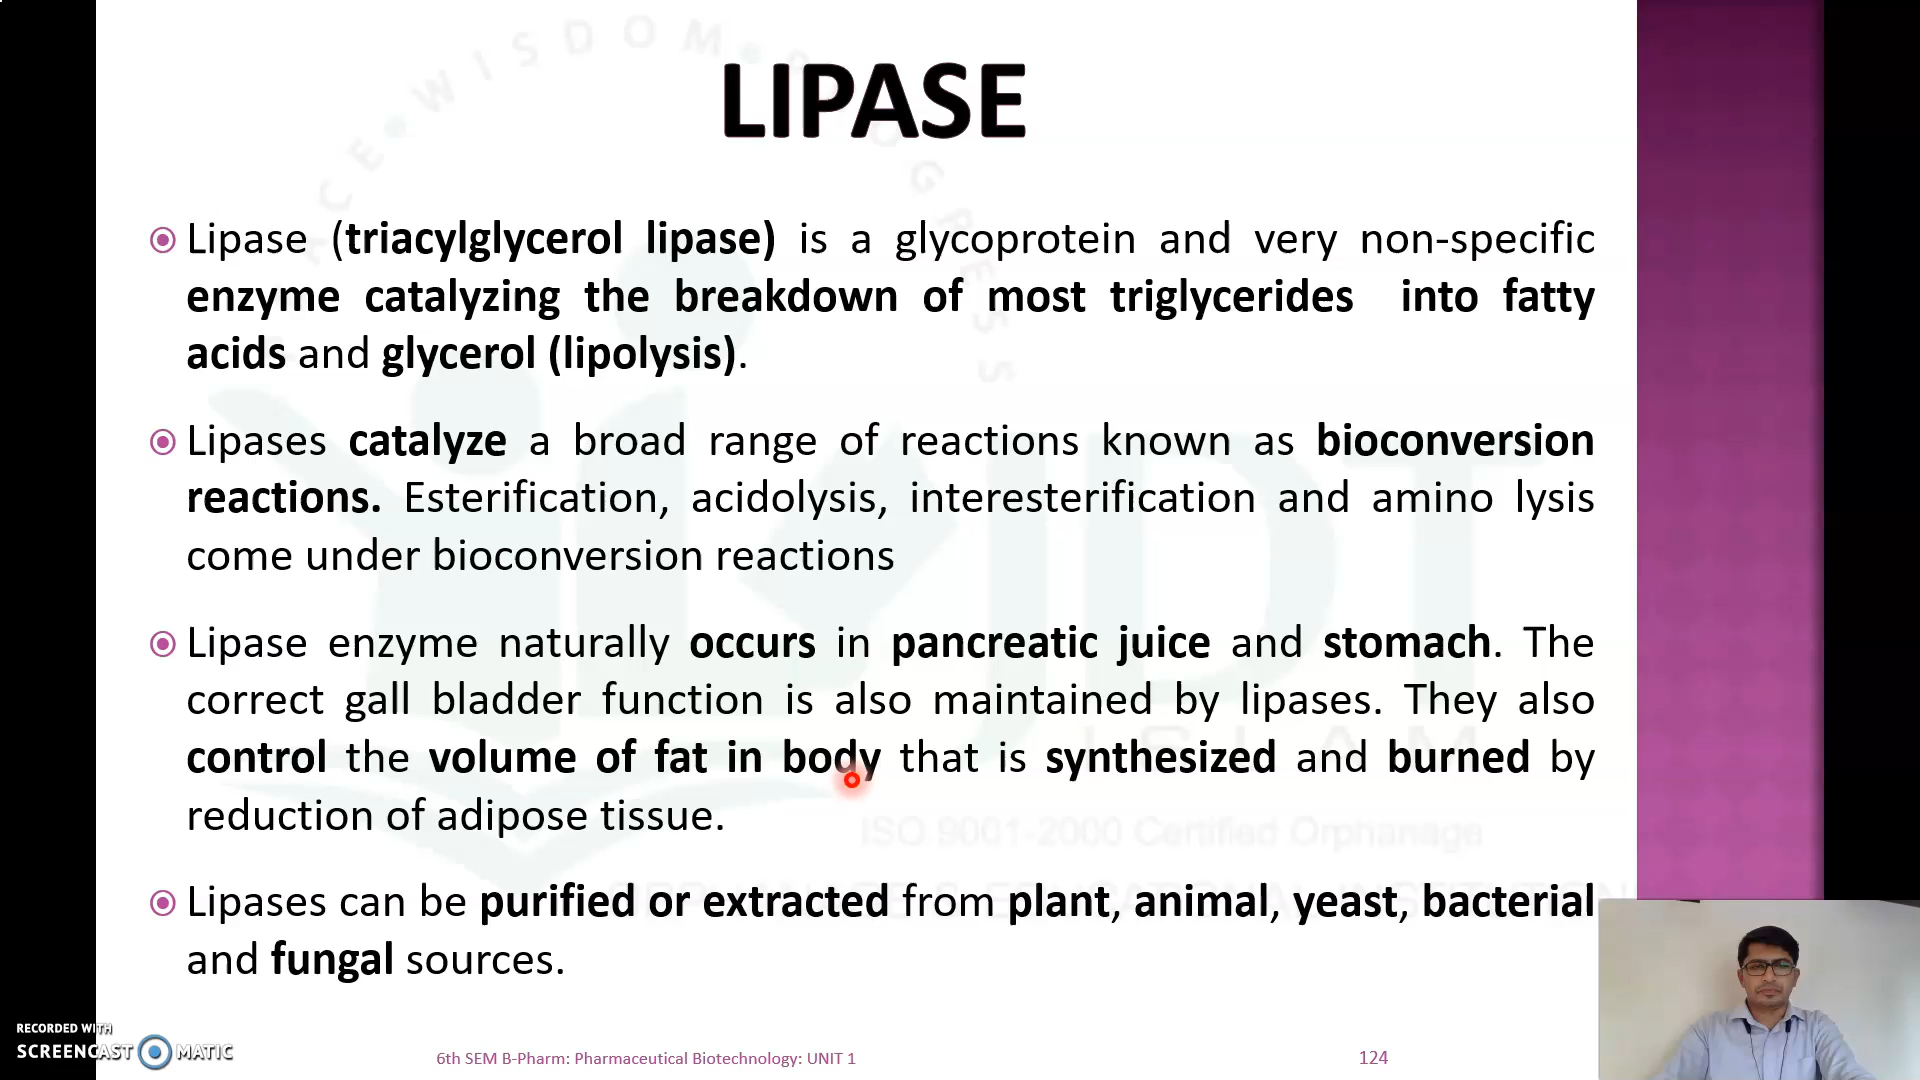 ACE • WISDOM • PROGRESS
LIPASE
Lipase (triacylglycerol lipase) is a glycoprotein and very non-specific
enzyme catalyzing the breakdown of most triglycerides into fatty
acids and glycerol (lipolysis).
Lipases catalyze a broad range of reactions known as bioconversion
reactions. Esterification, acidolysis, interesterification and amino lysis
come under bioconversion reactions
Lipase enzyme naturally occurs in pancreatic juice and stomach. The
correct gall bladder function is also maintained by lipases. They also
control the volume of fat in body that is synthesized and burned by
reduction of adipose tissue.
Lipases can be purified or extracted from plant, animal, yeast, bacterial
and fungal sources.
JDT
ISLAM
ISO 9001-2000 Certified Orphanage
RECORDED WITH
SCREENCAST MATIC
6th SEM B-Pharm: Pharmaceutical Biotechnology: UNIT 1
124